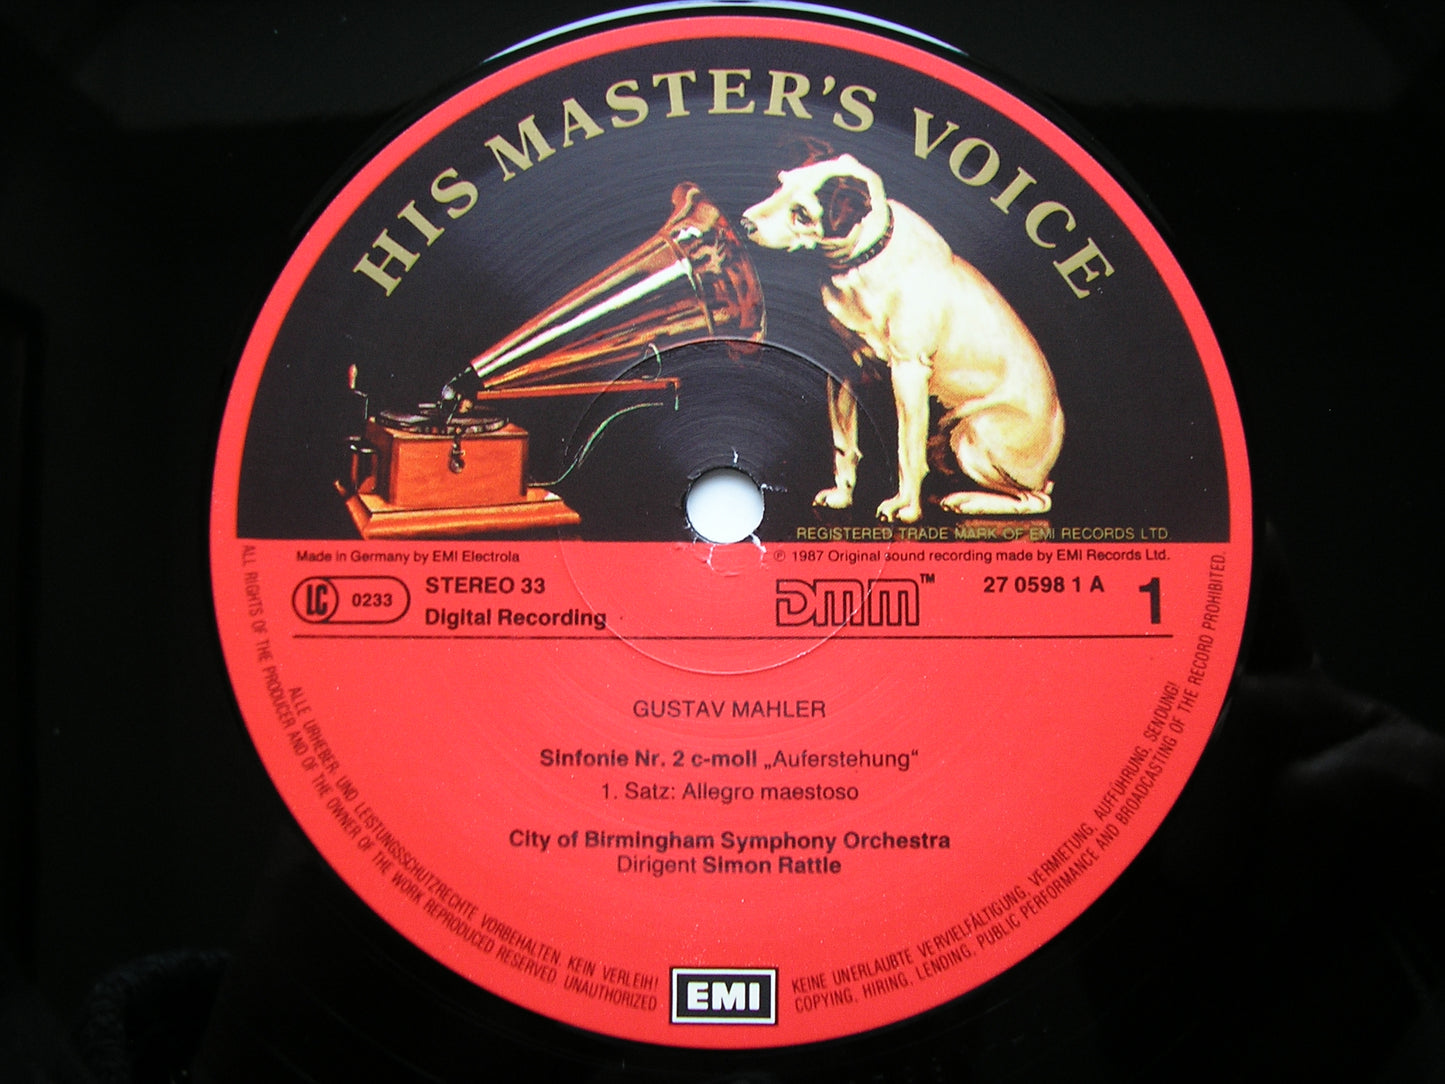 HIS MASTER'S VOICE
REGISTERED TRADE MARK OF EMI RECORDS LTD
Made in Germany by EMI Electrola
℗ 1987 Original sound recording made by EMI Records Ltd.
LC 0233
STEREO 33
Digital Recording
DMM™
27 0598 1 A
1
GUSTAV MAHLER
Sinfonie Nr. 2 c-moll „Auferstehung“
1. Satz: Allegro maestoso
City of Birmingham Symphony Orchestra
Dirigent Simon Rattle
ALLE URHEBER- UND LEISTUNGSSCHUTZRECHTE VORBEHALTEN. KEIN VERLEIH!
KEINE UNERLAUBTE VERVIELFÄLTIGUNG, VERMIETUNG, AUFFÜHRUNG, SENDUNG!
ALL RIGHTS OF THE PRODUCER AND OF THE OWNER OF THE WORK REPRODUCED RESERVED. UNAUTHORIZED
COPYING, HIRING, LENDING, PUBLIC PERFORMANCE AND BROADCASTING OF THE RECORD PROHIBITED.
EMI